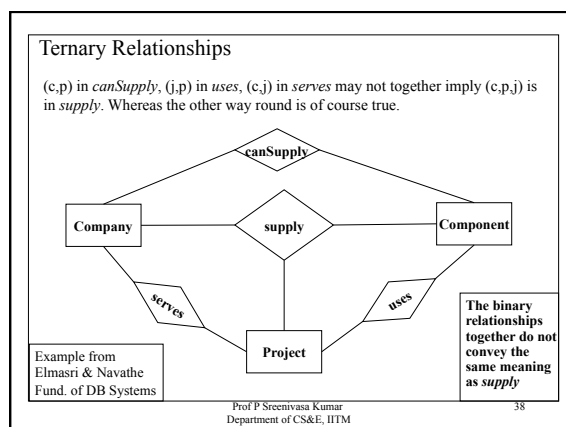 Ternary Relationships
(c,p) in canSupply, (j,p) in uses, (c,j) in serves may not together imply (c,p,j) is
in supply. Whereas the other way round is of course true.
canSupply
Company
supply
Component
serves
uses
Project
Example from
Elmasri & Navathe
Fund. of DB Systems
The binary
relationships
together do not
convey the
same meaning
as supply
Prof P Sreenivasa Kumar
Department of CS&E, IITM
38